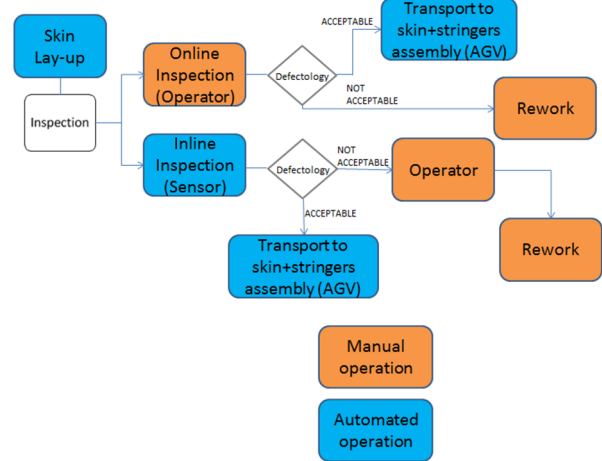 Skin
Lay-up
Inspection
Online
Inspection
(Operator)
Defectology
ACCEPTABLE
Transport to
skin+stringers
assembly (AGV)
NOT
ACCEPTABLE
Rework
Inline
Inspection
(Sensor)
Defectology
NOT
ACCEPTABLE
Operator
Rework
ACCEPTABLE
Transport to
skin+stringers
assembly (AGV)
Manual
operation
Automated
operation